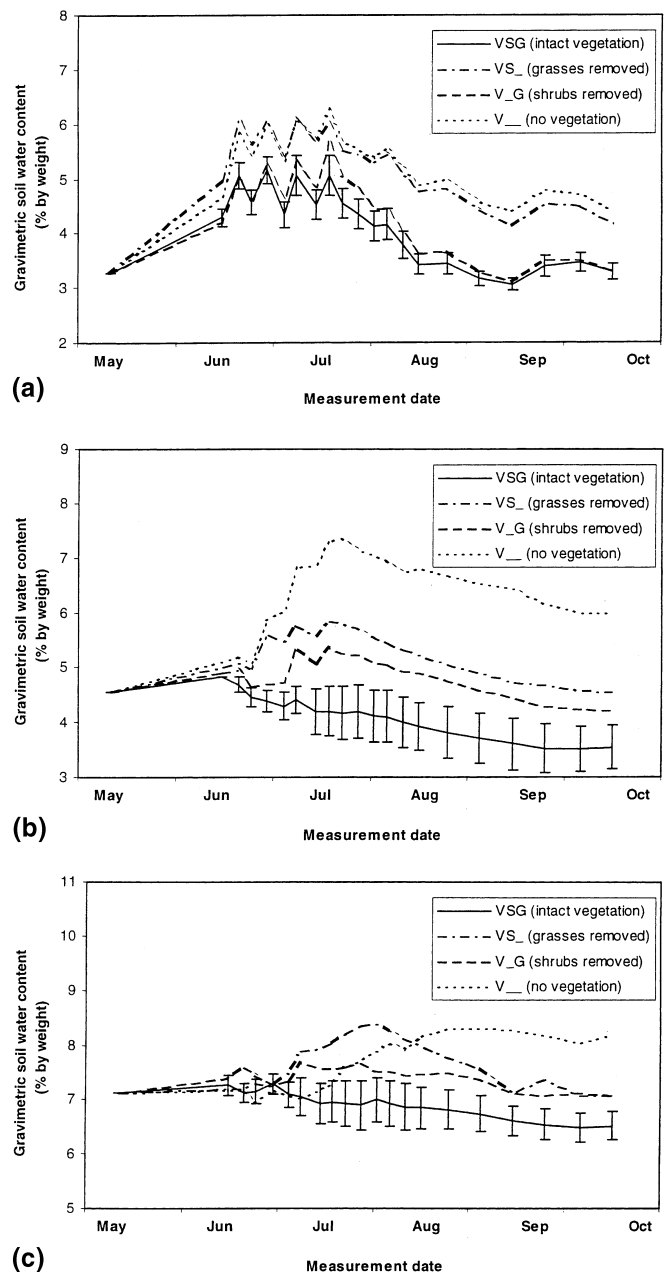 8
7
6
5
4
3
2
Gravimetric soil water content
(% by weight)
VSG (intact vegetation)
VS_ (grasses removed)
V_G (shrubs removed)
V__ (no vegetation)
May Jun Jul Aug Sep Oct
(a)
Measurement date
9
8
7
6
5
4
3
Gravimetric soil water content
(% by weight)
VSG (intact vegetation)
VS_ (grasses removed)
V_G (shrubs removed)
V__ (no vegetation)
May Jun Jul Aug Sep Oct
(b)
Measurement date
11
10
9
8
7
6
5
Gravimetric soil water content
(% by weight)
VSG (intact vegetation)
VS_ (grasses removed)
V_G (shrubs removed)
V__ (no vegetation)
May Jun Jul Aug Sep Oct
(c)
Measurement date